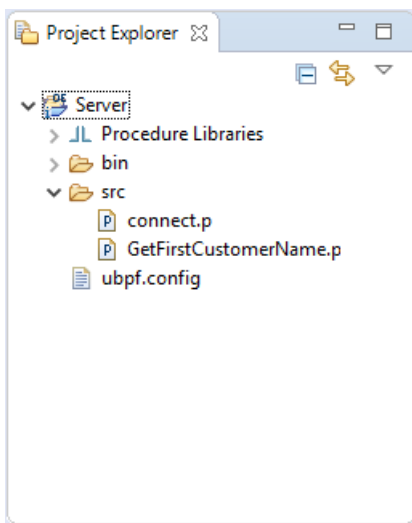 Project Explorer
Server
Procedure Libraries
bin
src
connect.p
GetFirstCustomerName.p
ubpf.config